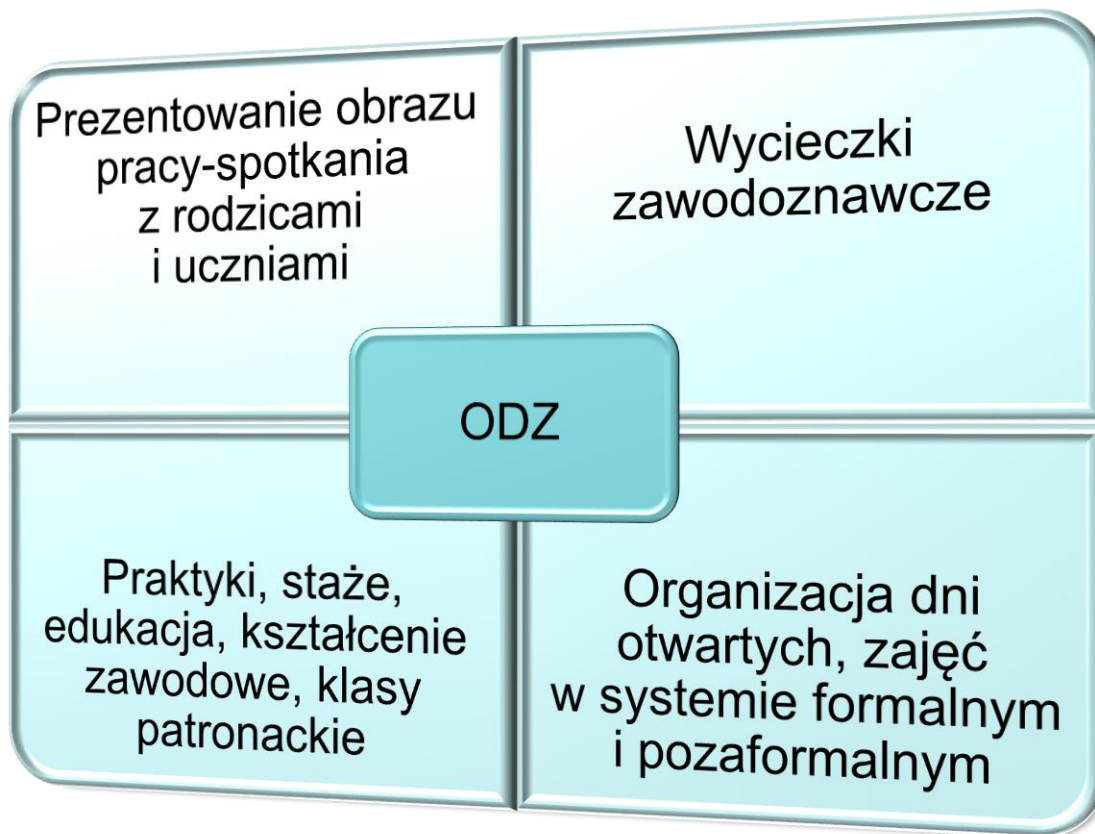 Prezentowanie obrazu
pracy-spotkania
z rodzicami
i uczniami
Wycieczki
zawodoznawcze
ODZ
Praktyki, staże,
edukacja, kształcenie
zawodowe, klasy
patronackie
Organizacja dni
otwartych, zajęć
w systemie formalnym
i pozaformalnym